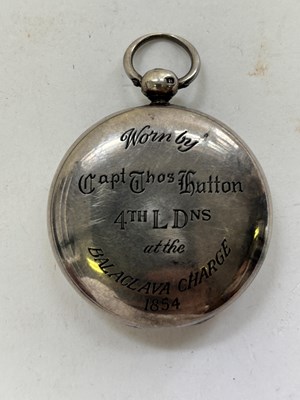 Worn by
Capt Thos Hutton
4TH L DNS
at the
BALACLAVA CHARGE
1854